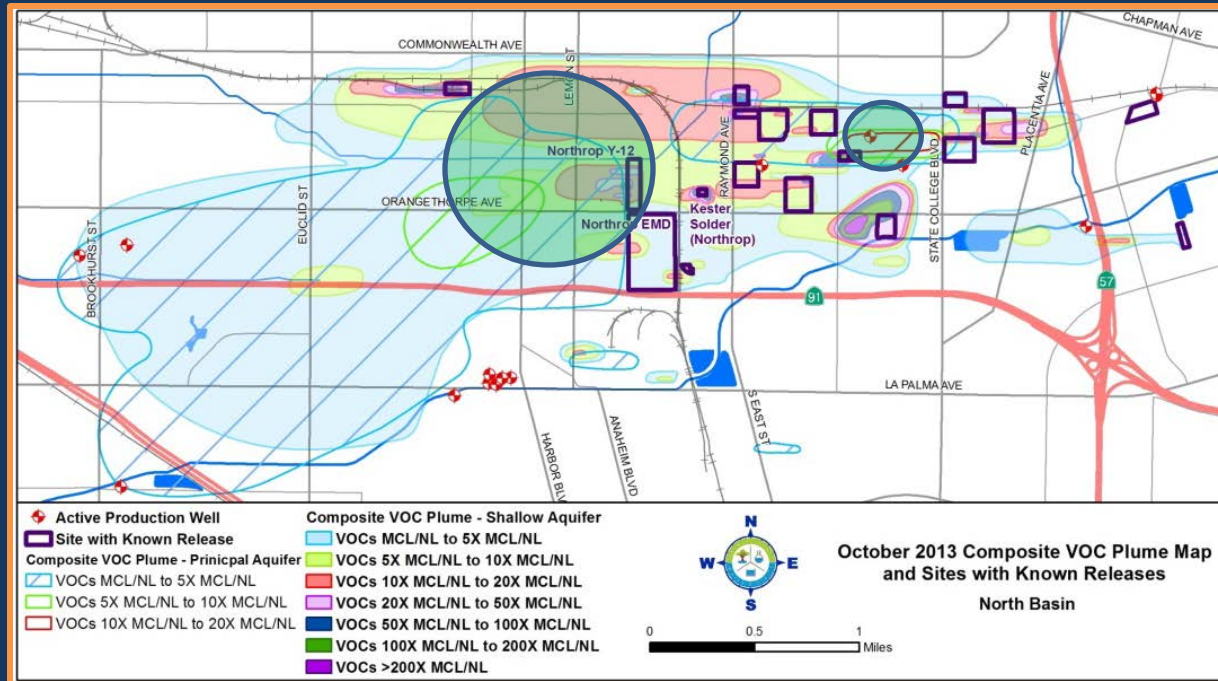 CHAPMAN AVE
COMMONWEALTH AVE
LEMON ST
PLACENTIA AVE
RAYMOND AVE
STATE COLLEGE BLVD
Northrop Y-12
EUCLID ST
ORANGETHORPE AVE
Northrop EMD
Kester
Solder
(Northrop)
BROCKHURST ST
57
91
LA PALMA AVE
S EAST ST
HARBOR BLV
ANAHEIM BLVD
Active Production Well
Site with Known Release
Composite VOC Plume - Prinicpal Aquifer
VOCs MCL/NL to 5X MCL/NL
VOCs 5X MCL/NL to 10X MCL/NL
VOCs 10X MCL/NL to 20X MCL/NL
Composite VOC Plume - Shallow Aquifer
VOCs MCL/NL to 5X MCL/NL
VOCs 5X MCL/NL to 10X MCL/NL
VOCs 10X MCL/NL to 20X MCL/NL
VOCs 20X MCL/NL to 50X MCL/NL
VOCs 50X MCL/NL to 100X MCL/NL
VOCs 100X MCL/NL to 200X MCL/NL
VOCs >200X MCL/NL
N
W E
S
0 0.5 1
Miles
October 2013 Composite VOC Plume Map
and Sites with Known Releases
North Basin